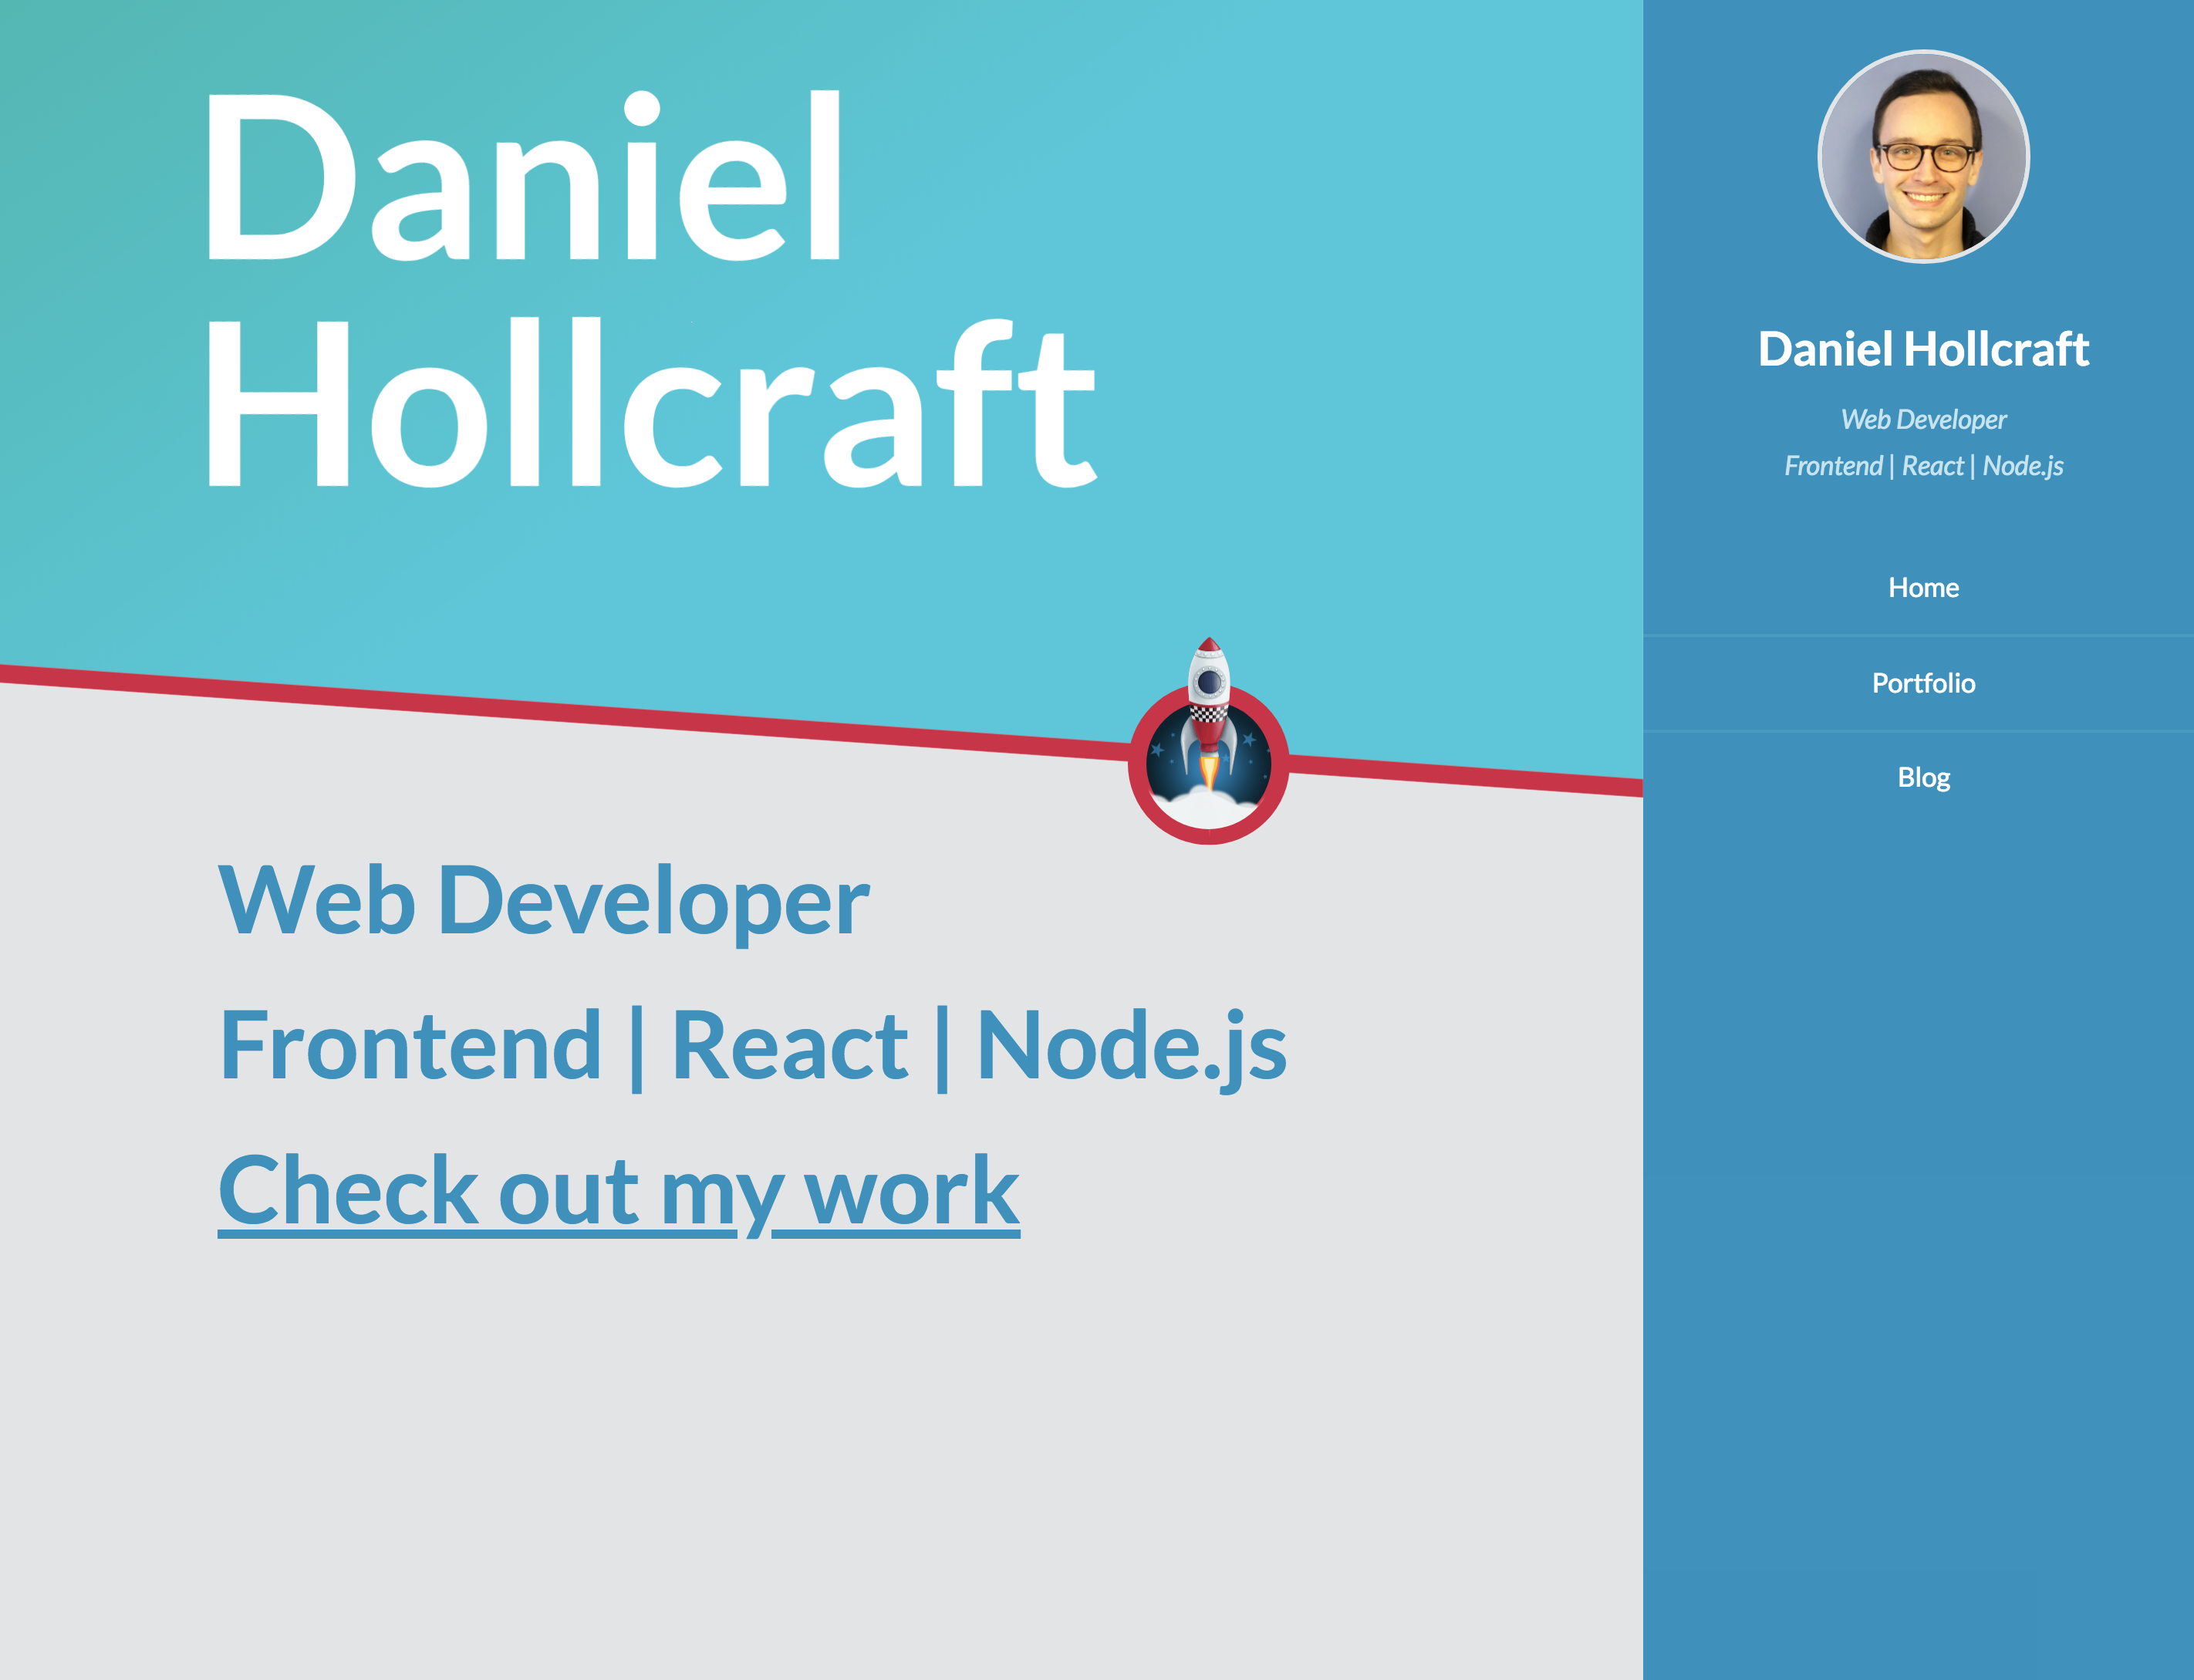 Daniel
Hollcraft
Web Developer
Frontend | React | Node.js
Check out my work
Daniel Hollcraft
Web Developer
Frontend | React | Node.js
Home
Portfolio
Blog